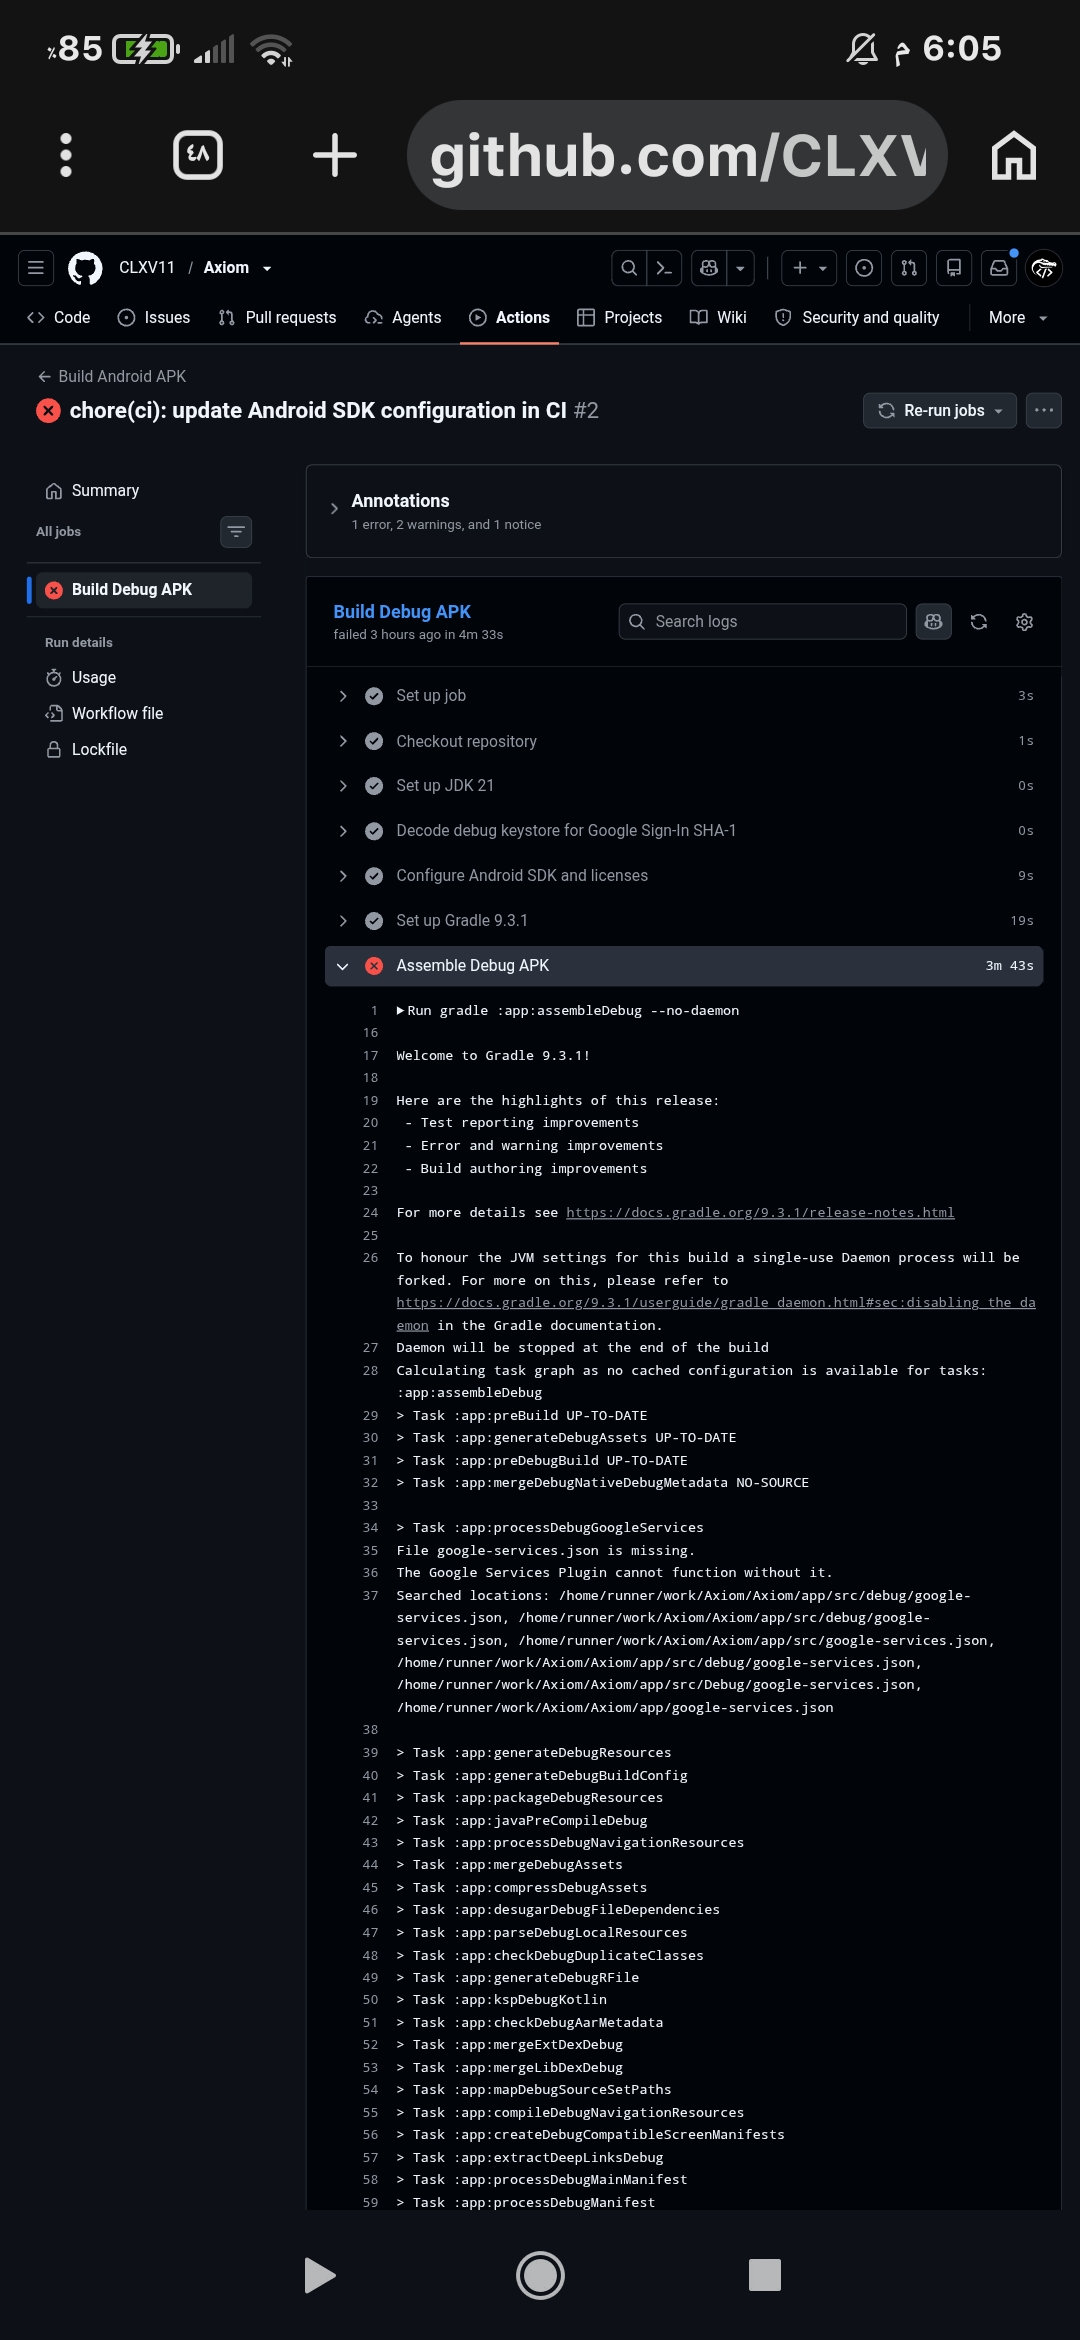 %85
م 6:05
٤٨
github.com/CLXV
CLXV11 / Axiom
Code
Issues
Pull requests
Agents
Actions
Projects
Wiki
Security and quality
More
Build Android APK
chore(ci): update Android SDK configuration in CI #2
Re-run jobs
Summary
All jobs
Build Debug APK
Run details
Usage
Workflow file
Lockfile
Annotations
1 error, 2 warnings, and 1 notice
Build Debug APK
failed 3 hours ago in 4m 33s
Search logs
Set up job 3s
Checkout repository 1s
Set up JDK 21 0s
Decode debug keystore for Google Sign-In SHA-1 0s
Configure Android SDK and licenses 9s
Set up Gradle 9.3.1 19s
Assemble Debug APK 3m 43s
1 Run gradle :app:assembleDebug --no-daemon
16
17 Welcome to Gradle 9.3.1!
18
19 Here are the highlights of this release:
20 - Test reporting improvements
21 - Error and warning improvements
22 - Build authoring improvements
23
24 For more details see https://docs.gradle.org/9.3.1/release-notes.html
25
26 To honour the JVM settings for this build a single-use Daemon process will be
forked. For more on this, please refer to
https://docs.gradle.org/9.3.1/userguide/gradle_daemon.html#sec:disabling_the_da
emon in the Gradle documentation.
27 Daemon will be stopped at the end of the build
28 Calculating task graph as no cached configuration is available for tasks:
:app:assembleDebug
29 > Task :app:preBuild UP-TO-DATE
30 > Task :app:generateDebugAssets UP-TO-DATE
31 > Task :app:preDebugBuild UP-TO-DATE
32 > Task :app:mergeDebugNativeDebugMetadata NO-SOURCE
33
34 > Task :app:processDebugGoogleServices
35 File google-services.json is missing.
36 The Google Services Plugin cannot function without it.
37 Searched locations: /home/runner/work/Axiom/Axiom/app/src/debug/google-
services.json, /home/runner/work/Axiom/Axiom/app/src/debug/google-
services.json, /home/runner/work/Axiom/Axiom/app/src/google-services.json,
/home/runner/work/Axiom/Axiom/app/src/debug/google-services.json,
/home/runner/work/Axiom/Axiom/app/src/Debug/google-services.json,
/home/runner/work/Axiom/Axiom/app/google-services.json
38
39 > Task :app:generateDebugResources
40 > Task :app:generateDebugBuildConfig
41 > Task :app:packageDebugResources
42 > Task :app:javaPreCompileDebug
43 > Task :app:processDebugNavigationResources
44 > Task :app:mergeDebugAssets
45 > Task :app:compressDebugAssets
46 > Task :app:desugarDebugFileDependencies
47 > Task :app:parseDebugLocalResources
48 > Task :app:checkDebugDuplicateClasses
49 > Task :app:generateDebugRFile
50 > Task :app:kspDebugKotlin
51 > Task :app:checkDebugAarMetadata
52 > Task :app:mergeExtDexDebug
53 > Task :app:mergeLibDexDebug
54 > Task :app:mapDebugSourceSetPaths
55 > Task :app:compileDebugNavigationResources
56 > Task :app:createDebugCompatibleScreenManifests
57 > Task :app:extractDeepLinksDebug
58 > Task :app:processDebugMainManifest
59 > Task :app:processDebugManifest